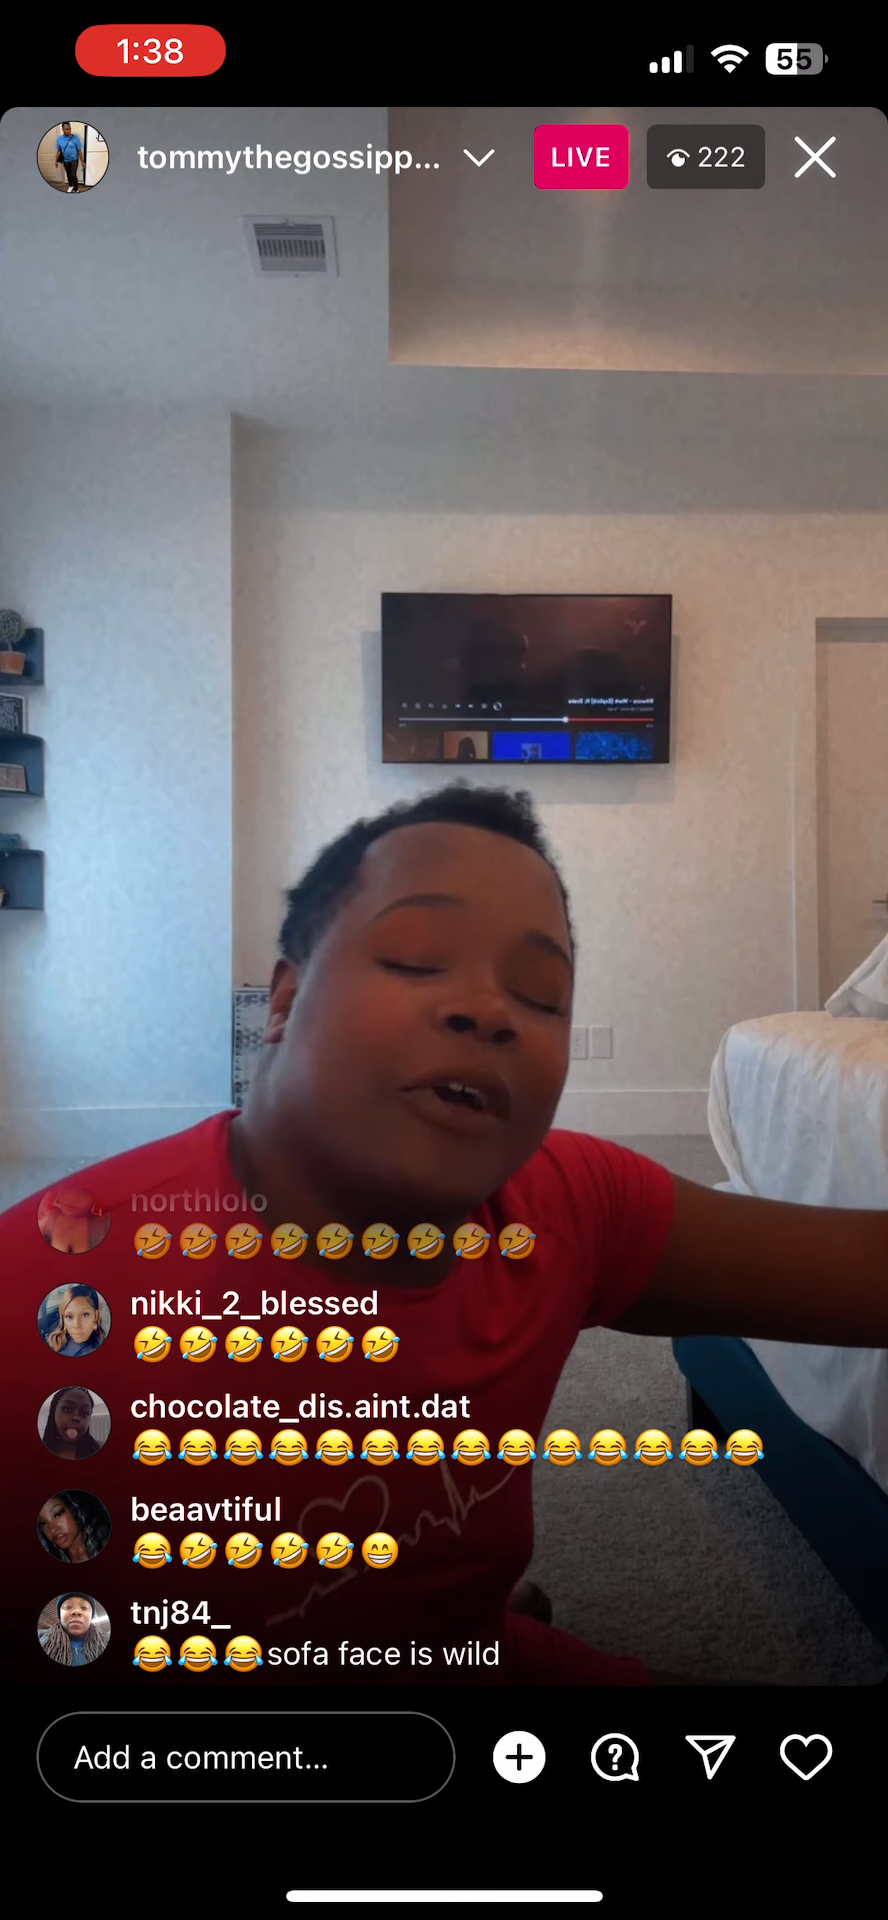 1:38
55
tommythegossipp...
LIVE
222
northlolo
🤣🤣🤣🤣🤣🤣🤣🤣🤣
nikki_2_blessed
🤣🤣🤣🤣🤣🤣
chocolate_dis.aint.dat
😂😂😂😂😂😂😂😂😂😂😂😂😂😂
beaavtiful
😂🤣🤣🤣🤣😁
tnj84_
😂😂😂sofa face is wild
Add a comment...